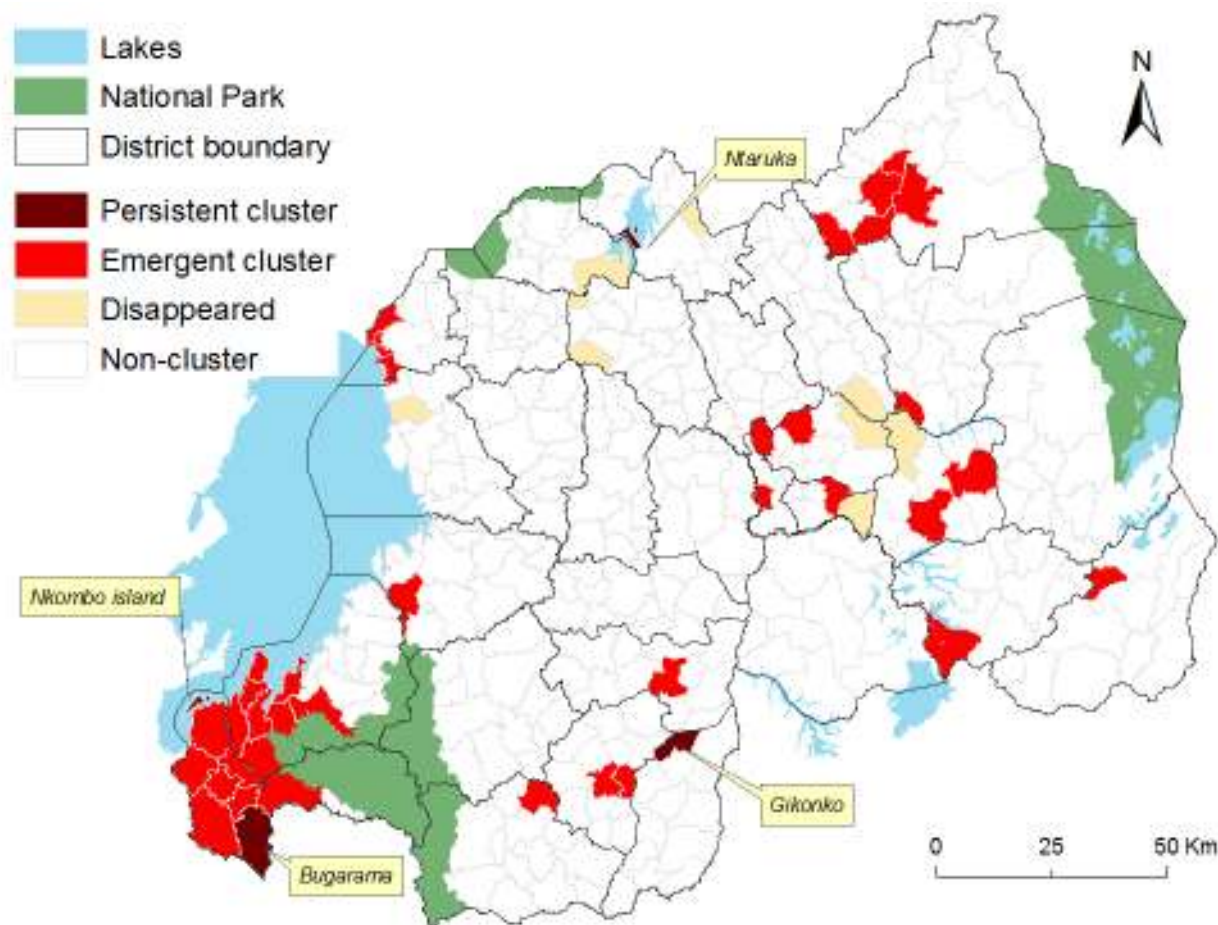 Lakes
National Park
District boundary
Persistent cluster
Emergent cluster
Disappeared
Non-cluster
N
Ntaruka
Nkombo island
Gikonko
Bugarama
0 25 50 Km